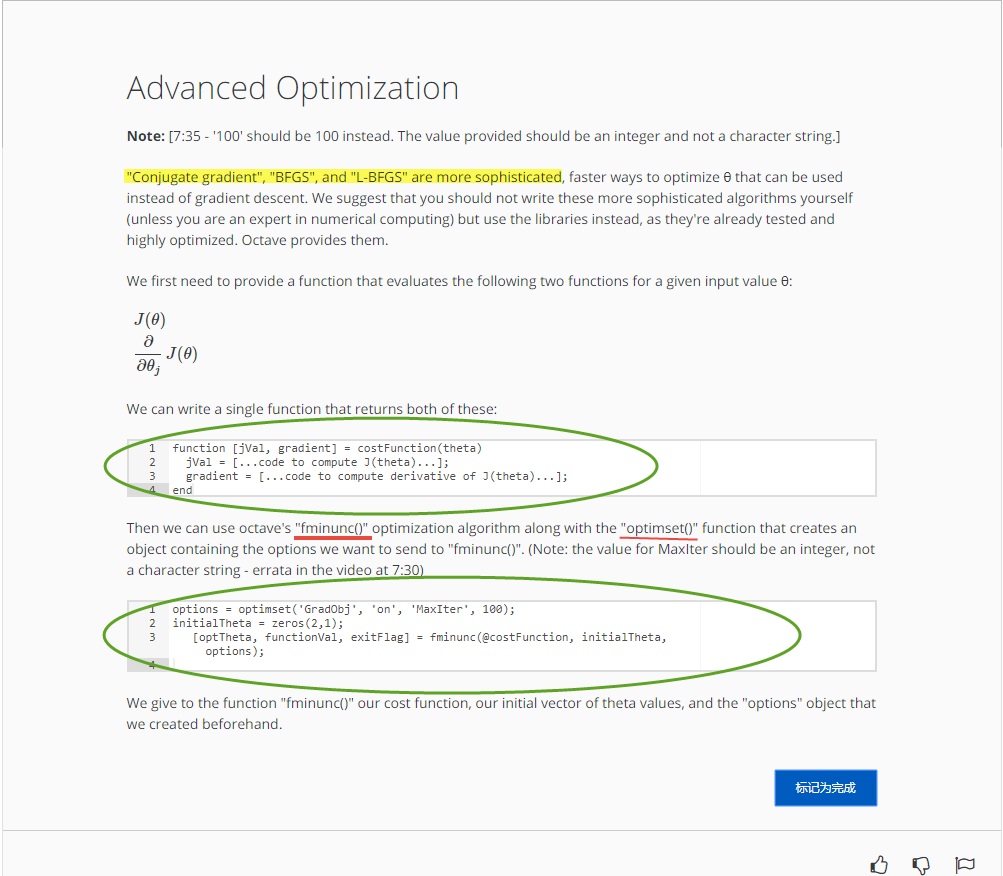 Advanced Optimization
Note: [7:35 - '100' should be 100 instead. The value provided should be an integer and not a character string.]
"Conjugate gradient", "BFGS", and "L-BFGS" are more sophisticated, faster ways to optimize θ that can be used
instead of gradient descent. We suggest that you should not write these more sophisticated algorithms yourself
(unless you are an expert in numerical computing) but use the libraries instead, as they're already tested and
highly optimized. Octave provides them.
We first need to provide a function that evaluates the following two functions for a given input value θ:
J(θ)
∂
∂θj J(θ)
We can write a single function that returns both of these:
1 function [jVal, gradient] = costFunction(theta)
2 jVal = [...code to compute J(theta)...];
3 gradient = [...code to compute derivative of J(theta)...];
4 end
Then we can use octave's "fminunc()" optimization algorithm along with the "optimset()" function that creates an
object containing the options we want to send to "fminunc()". (Note: the value for MaxIter should be an integer, not
a character string - errata in the video at 7:30)
1 options = optimset('GradObj', 'on', 'MaxIter', 100);
2 initialTheta = zeros(2,1);
3 [optTheta, functionVal, exitFlag] = fminunc(@costFunction, initialTheta,
options);
4
We give to the function "fminunc()" our cost function, our initial vector of theta values, and the "options" object that
we created beforehand.
标记为完成